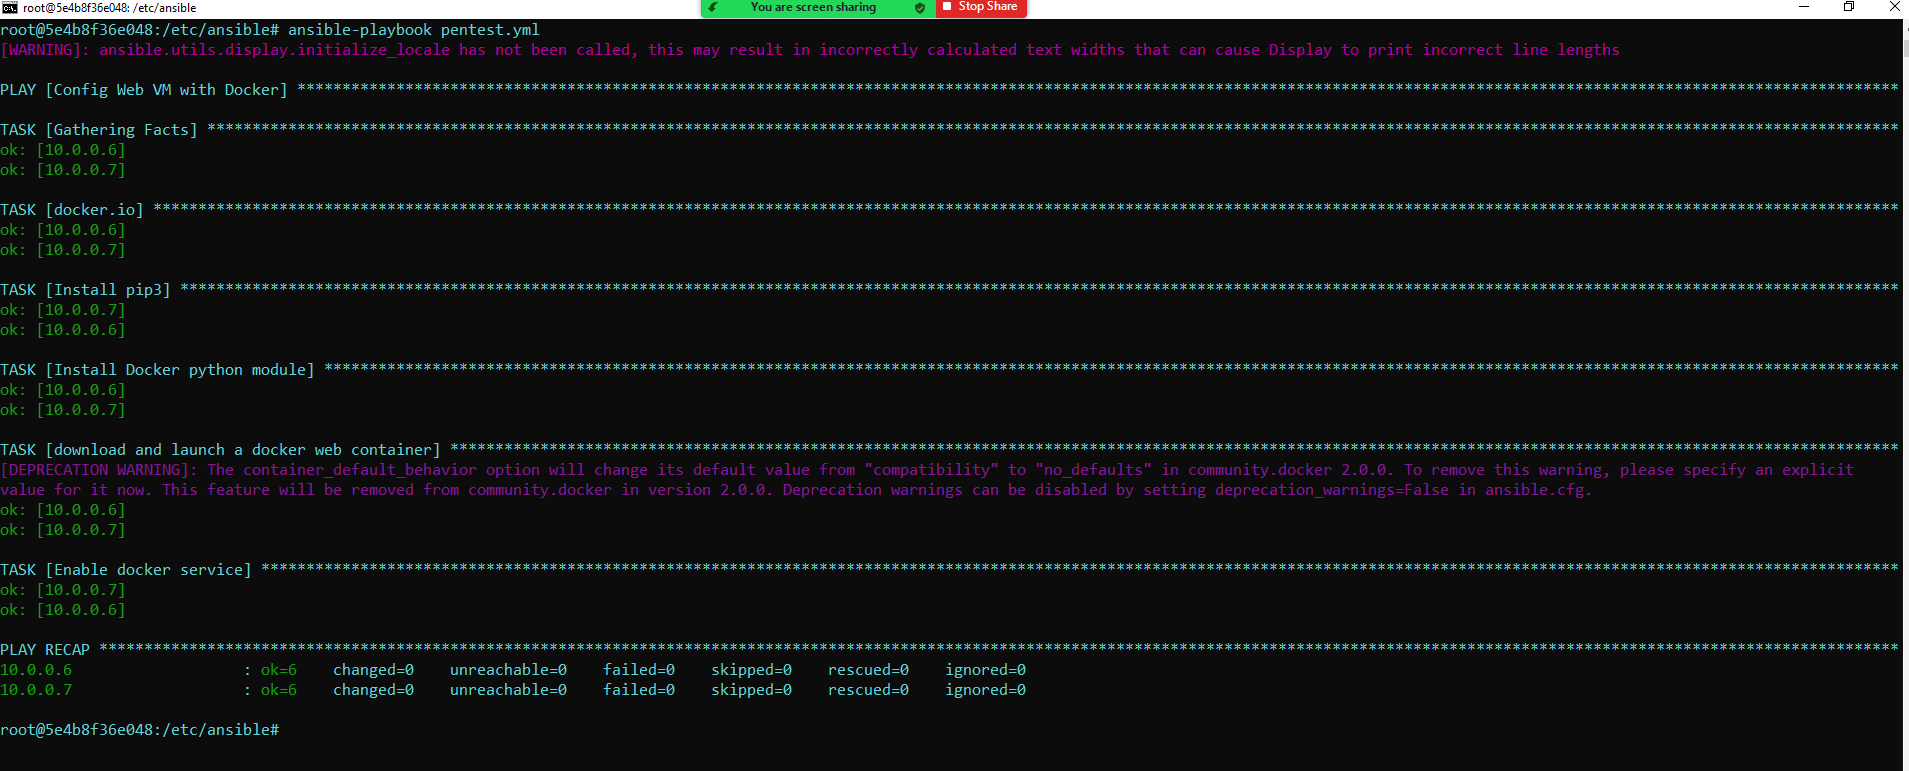 root@5e4b8f36e048: /etc/ansible
You are screen sharing
Stop Share
root@5e4b8f36e048:/etc/ansible# ansible-playbook pentest.yml
[WARNING]: ansible.utils.display.initialize_locale has not been called, this may result in incorrectly calculated text widths that can cause Display to print incorrect line lengths
PLAY [Config Web VM with Docker] ****************************************************************************************************************************************************************************
TASK [Gathering Facts] ********************************************************************************************************************************************************************************************
ok: [10.0.0.6]
ok: [10.0.0.7]
TASK [docker.io] **************************************************************************************************************************************************************************************************
ok: [10.0.0.6]
ok: [10.0.0.7]
TASK [Install pip3] ***********************************************************************************************************************************************************************************************
ok: [10.0.0.7]
ok: [10.0.0.6]
TASK [Install Docker python module] *******************************************************************************************************************************************************************************
ok: [10.0.0.6]
ok: [10.0.0.7]
TASK [download and launch a docker web container] *****************************************************************************************************************************************************************
[DEPRECATION WARNING]: The container_default_behavior option will change its default value from "compatibility" to "no_defaults" in community.docker 2.0.0. To remove this warning, please specify an explicit
value for it now. This feature will be removed from community.docker in version 2.0.0. Deprecation warnings can be disabled by setting deprecation_warnings=False in ansible.cfg.
ok: [10.0.0.6]
ok: [10.0.0.7]
TASK [Enable docker service] **************************************************************************************************************************************************************************************
ok: [10.0.0.7]
ok: [10.0.0.6]
PLAY RECAP ********************************************************************************************************************************************************************************************************
10.0.0.6                   : ok=6    changed=0    unreachable=0    failed=0    skipped=0    rescued=0    ignored=0
10.0.0.7                   : ok=6    changed=0    unreachable=0    failed=0    skipped=0    rescued=0    ignored=0
root@5e4b8f36e048:/etc/ansible#